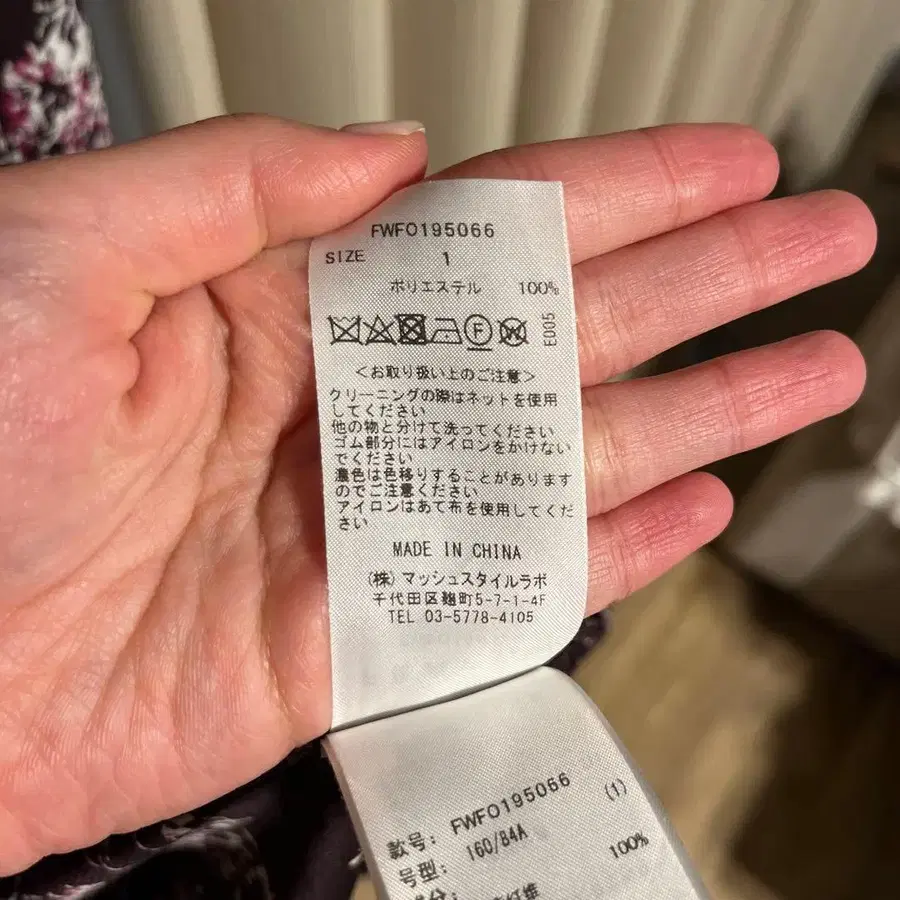 FWFO195066
SIZE 1
ポリエステル 100%
F W E005
<お取り扱い上のご注意>
クリーニングの際はネットを使用
してください
他の物と分けて洗ってください
ゴム部分にはアイロンをかけない
でください
濃色は色移りすることがあります
のでご注意ください
アイロンはあて布を使用してくだ
さい
MADE IN CHINA
(株)マッシュスタイルラボ
千代田区麹町5-7-1-4F
TEL 03-5778-4105
款号: FWFO195066 (1)
号型: 160/84A
100%
纤维